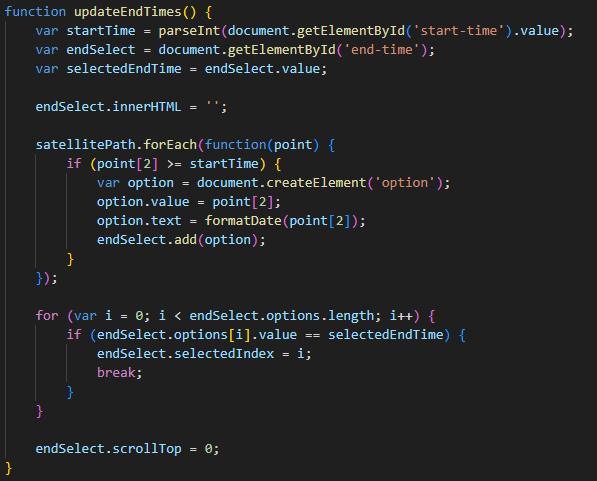 function updateEndTimes() {
    var startTime = parseInt(document.getElementById('start-time').value);
    var endSelect = document.getElementById('end-time');
    var selectedEndTime = endSelect.value;

    endSelect.innerHTML = '';

    satellitePath.forEach(function(point) {
        if (point[2] >= startTime) {
            var option = document.createElement('option');
            option.value = point[2];
            option.text = formatDate(point[2]);
            endSelect.add(option);
        }
    });

    for (var i = 0; i < endSelect.options.length; i++) {
        if (endSelect.options[i].value == selectedEndTime) {
            endSelect.selectedIndex = i;
            break;
        }
    }

    endSelect.scrollTop = 0;
}